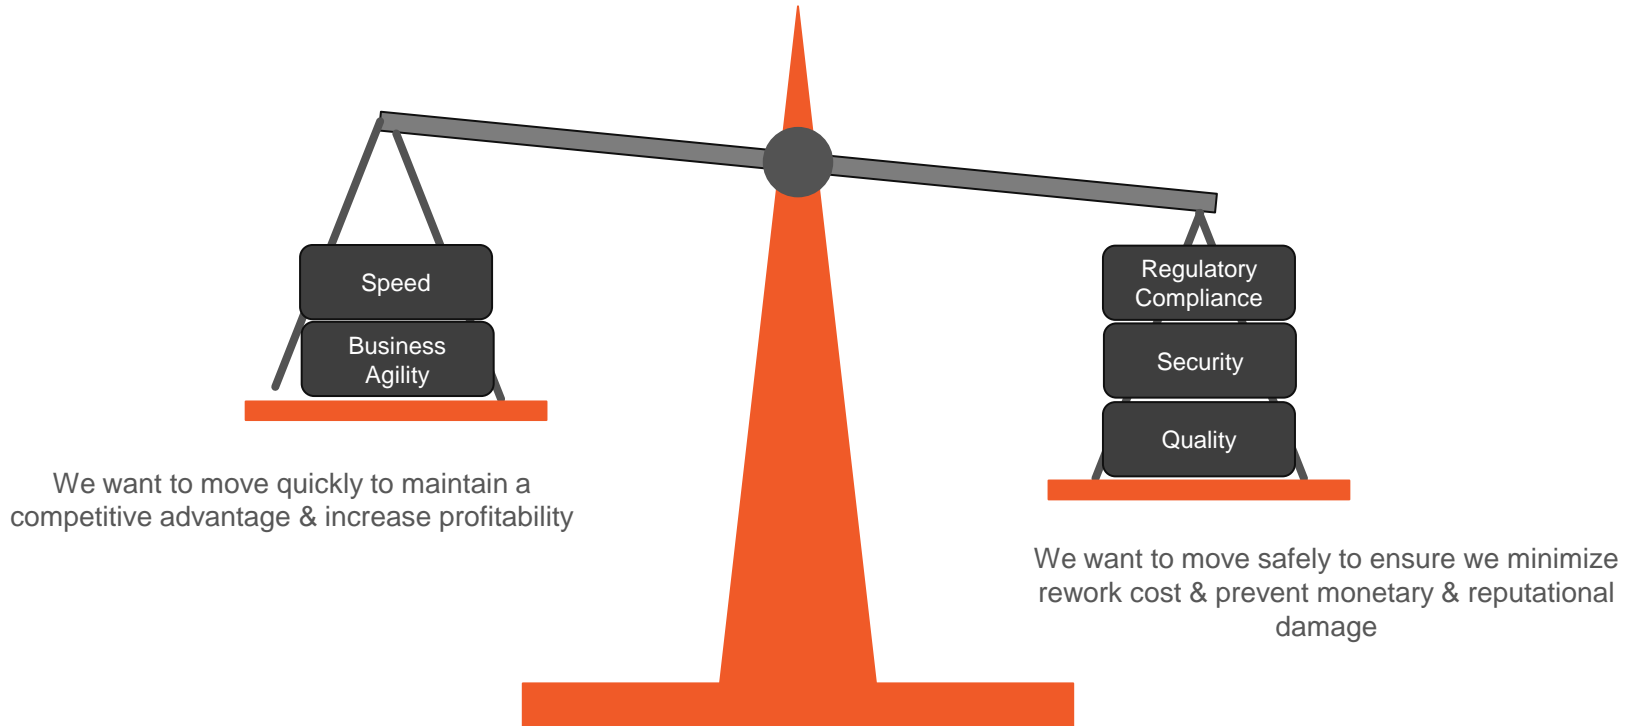 Speed
Business
Agility
We want to move quickly to maintain a
competitive advantage & increase profitability
Regulatory
Compliance
Security
Quality
We want to move safely to ensure we minimize
rework cost & prevent monetary & reputational
damage